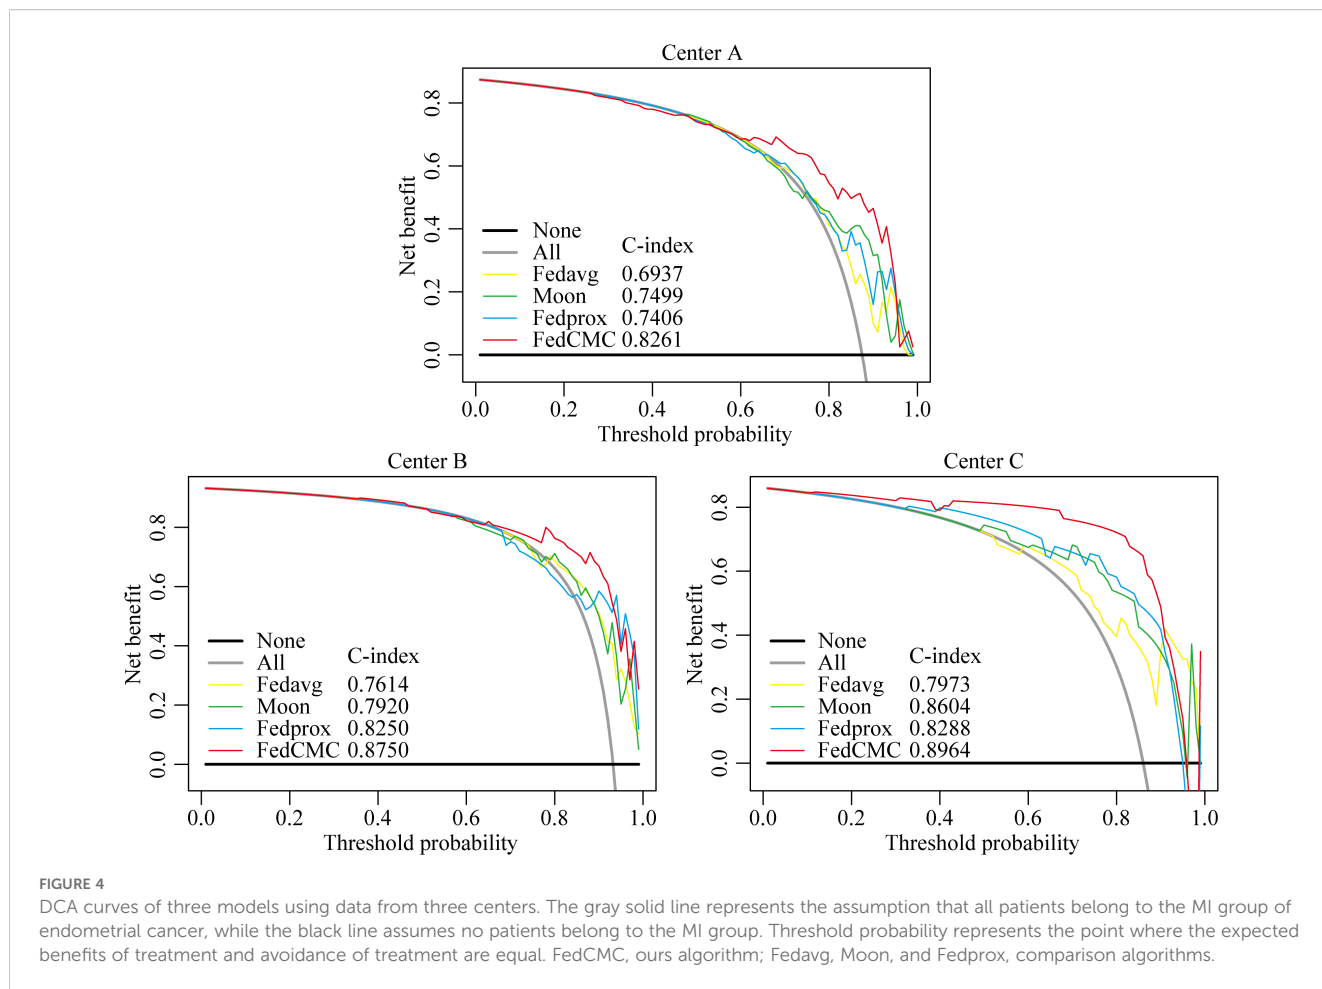 Center A
Net benefit
0.8
0.6
0.4
0.2
0.0
None
All
C-index
Fedavg 0.6937
Moon 0.7499
Fedprox 0.7406
FedCMC 0.8261
0.0 0.2 0.4 0.6 0.8 1.0
Threshold probability
Center B
Net benefit
0.8
0.6
0.4
0.2
0.0
None
All
C-index
Fedavg 0.7614
Moon 0.7920
Fedprox 0.8250
FedCMC 0.8750
0.0 0.2 0.4 0.6 0.8 1.0
Threshold probability
Center C
Net benefit
0.8
0.6
0.4
0.2
0.0
None
All
C-index
Fedavg 0.7973
Moon 0.8604
Fedprox 0.8288
FedCMC 0.8964
0.0 0.2 0.4 0.6 0.8 1.0
Threshold probability
FIGURE 4
DCA curves of three models using data from three centers. The gray solid line represents the assumption that all patients belong to the MI group of
endometrial cancer, while the black line assumes no patients belong to the MI group. Threshold probability represents the point where the expected
benefits of treatment and avoidance of treatment are equal. FedCMC, ours algorithm; Fedavg, Moon, and Fedprox, comparison algorithms.